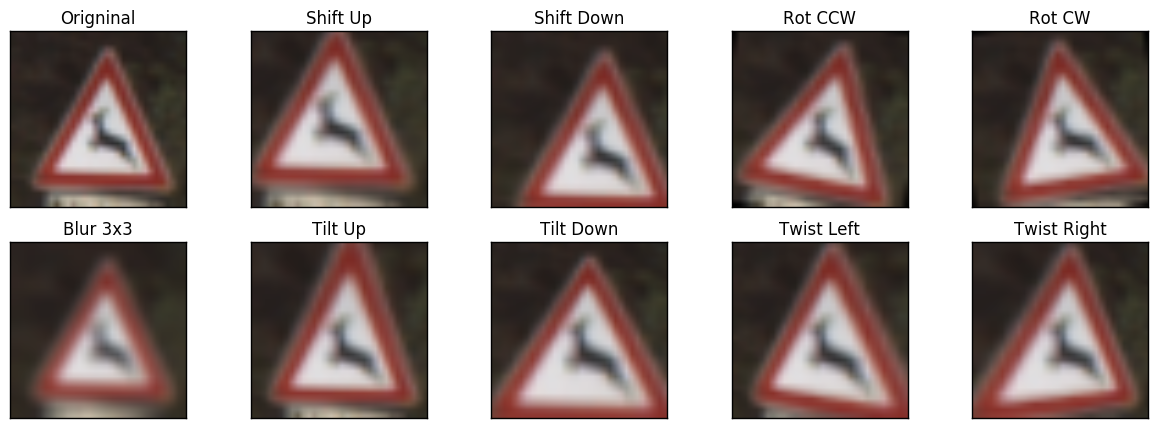 Origninal
Shift Up
Shift Down
Rot CCW
Rot CW
Blur 3x3
Tilt Up
Tilt Down
Twist Left
Twist Right